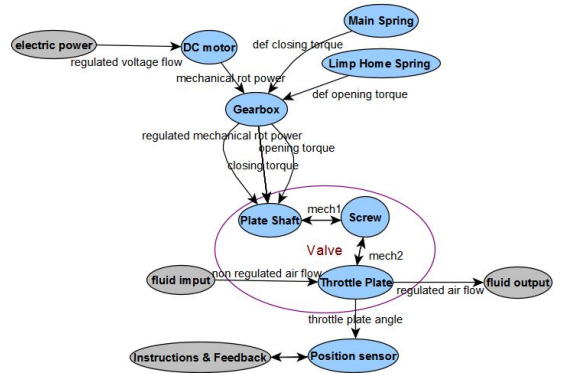 Main Spring
electric power
DC motor
def closing torque
regulated voltage flow
Limp Home Spring
mechanical rot power
def opening torque
Gearbox
regulated mechanical rot power
opening torque
closing torque
mech1
Plate Shaft
Screw
Valve
mech2
fluid imput
non regulated air flow
Throttle Plate
regulated air flow
fluid output
throttle plate angle
Instructions & Feedback
Position sensor